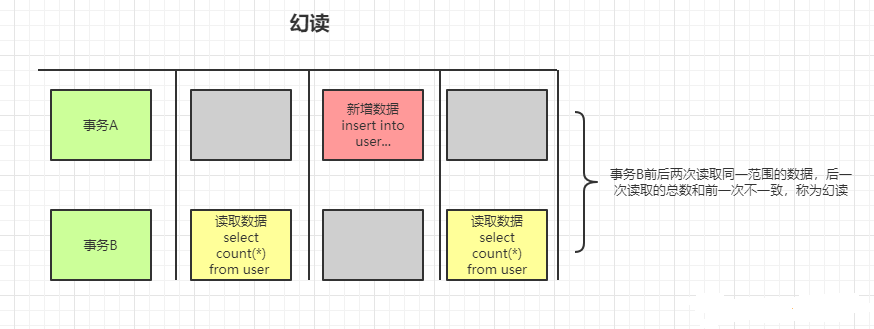 幻读
事务A
新增数据
insert into
user...
事务B前后两次读取同一范围的数据，后一
次读取的总数和前一次不一致，称为幻读
事务B
读取数据
select
count(*)
from user
读取数据
select
count(*)
from user